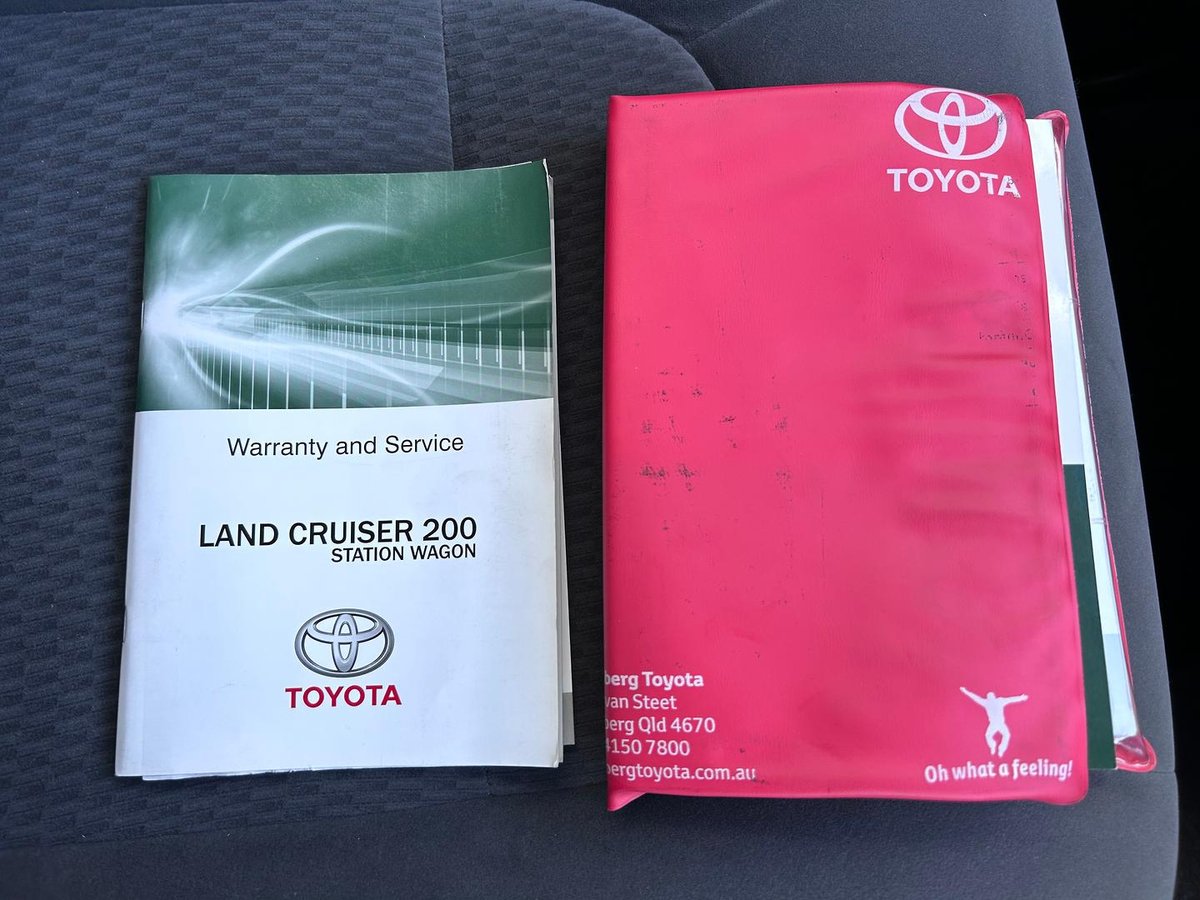 Warranty and Service
LAND CRUISER 200
STATION WAGON
TOYOTA
TOYOTA
berg Toyota
van Steet
berg Qld 4670
4150 7800
bergtoyota.com.au
Oh what a feeling!